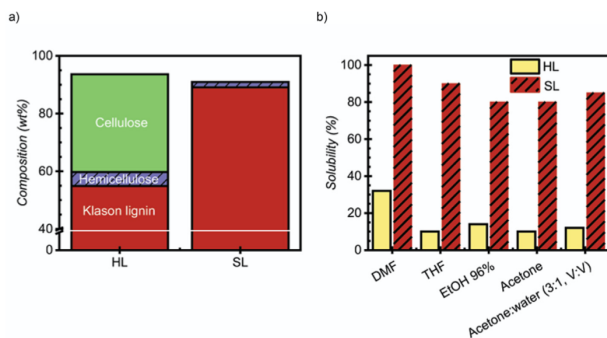 a)
b)
100
80
60
40
0
Composition (wt%)
Cellulose
Hemicellulose
Klason lignin
HL
SL
100
80
60
40
20
0
Solubility (%)
HL
SL
DMF
THF
EtOH 96%
Acetone
Acetone:water (3:1, V:V)